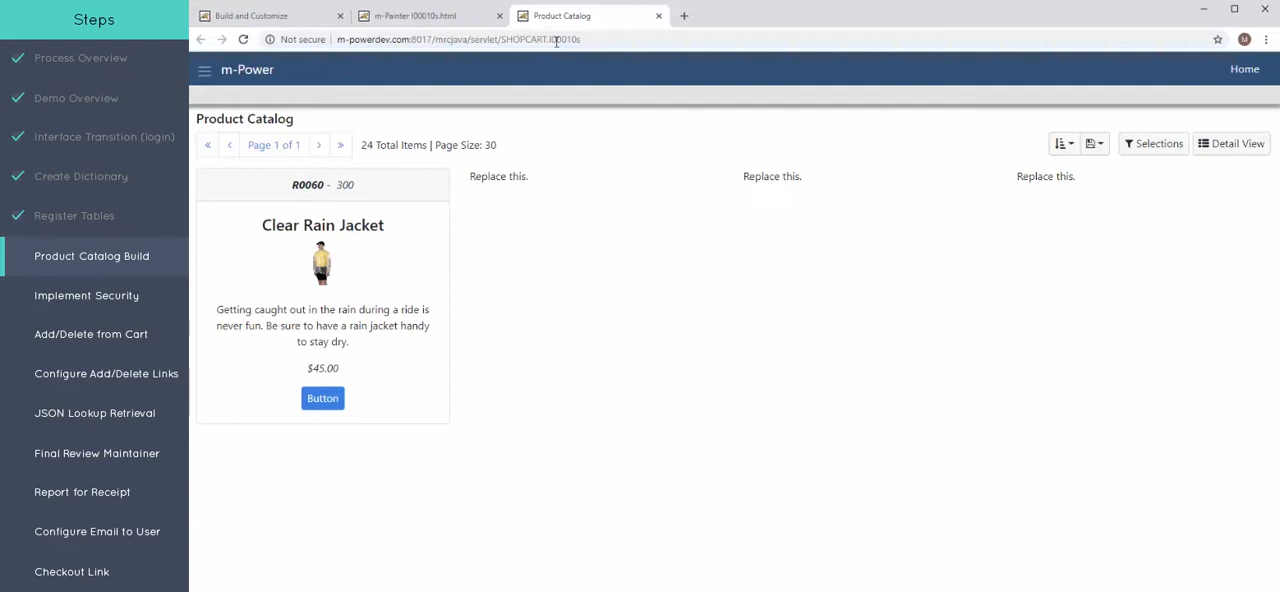 Steps
Process Overview
Demo Overview
Interface Transition (login)
Create Dictionary
Register Tables
Product Catalog Build
Implement Security
Add/Delete from Cart
Configure Add/Delete Links
JSON Lookup Retrieval
Final Review Maintainer
Report for Receipt
Configure Email to User
Checkout Link
Build and Customize
m-Painter I00010s.html
Product Catalog
Not secure
m-powerdev.com:8017/mrcjava/servlet/SHOPCART.I00010s
M
m-Power
Home
Product Catalog
« ‹ Page 1 of 1 › » 24 Total Items | Page Size: 30
Selections
Detail View
R0060 - 300
Clear Rain Jacket
Getting caught out in the rain during a ride is
never fun. Be sure to have a rain jacket handy
to stay dry.
$45.00
Button
Replace this.
Replace this.
Replace this.